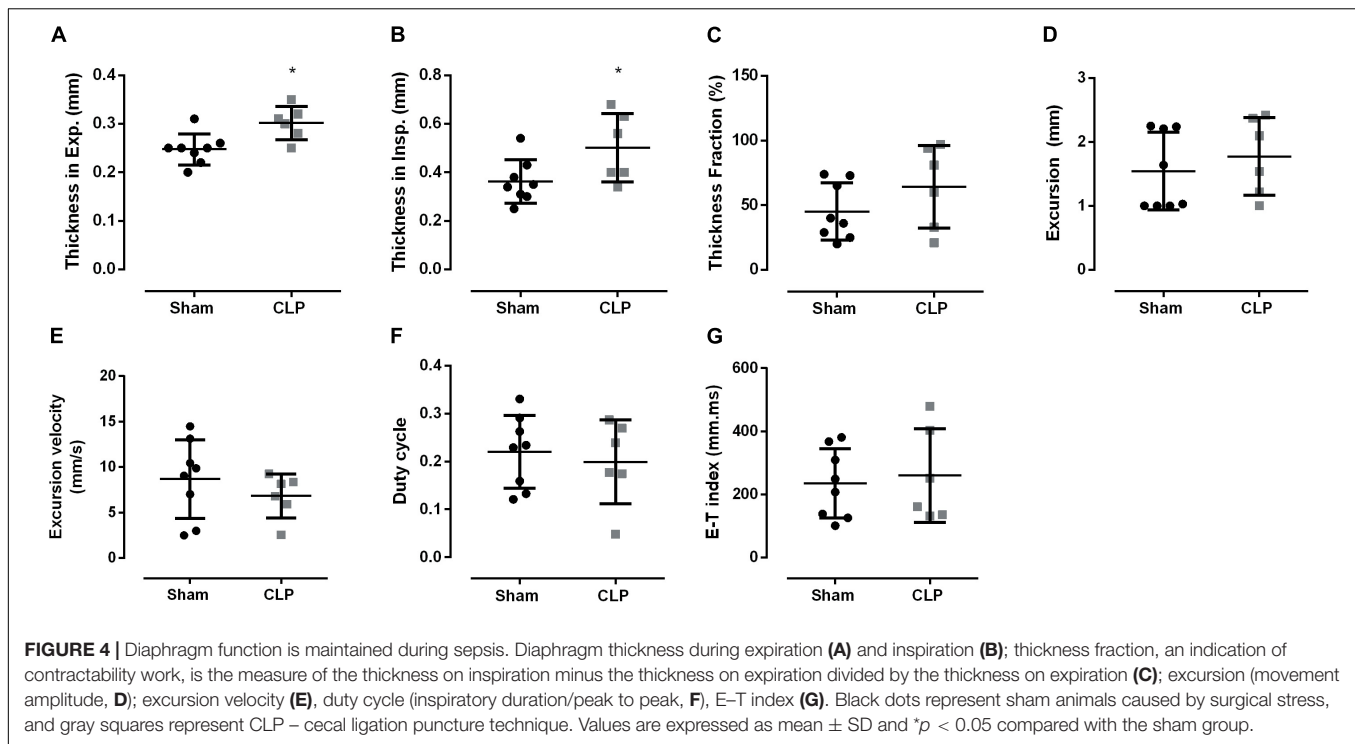 A
B
C
D
*
*
Thickness in Exp. (mm)
0.4
0.3
0.2
0.1
0.0
Sham
CLP
Thickness in Insp. (mm)
0.8
0.6
0.4
0.2
0.0
Sham
CLP
Thickness Fraction (%)
150
100
50
0
Sham
CLP
Excursion (mm)
3
2
1
0
Sham
CLP
E
F
G
Excursion velocity
(mm/s)
20
15
10
5
0
Sham
CLP
Duty cycle
0.4
0.3
0.2
0.1
0.0
Sham
CLP
E-T index (mm.ms)
600
400
200
0
Sham
CLP
FIGURE 4 | Diaphragm function is maintained during sepsis. Diaphragm thickness during expiration (A) and inspiration (B); thickness fraction, an indication of
contractability work, is the measure of the thickness on inspiration minus the thickness on expiration divided by the thickness on expiration (C); excursion (movement
amplitude, D); excursion velocity (E), duty cycle (inspiratory duration/peak to peak, F), E–T index (G). Black dots represent sham animals caused by surgical stress,
and gray squares represent CLP – cecal ligation puncture technique. Values are expressed as mean ± SD and *p < 0.05 compared with the sham group.